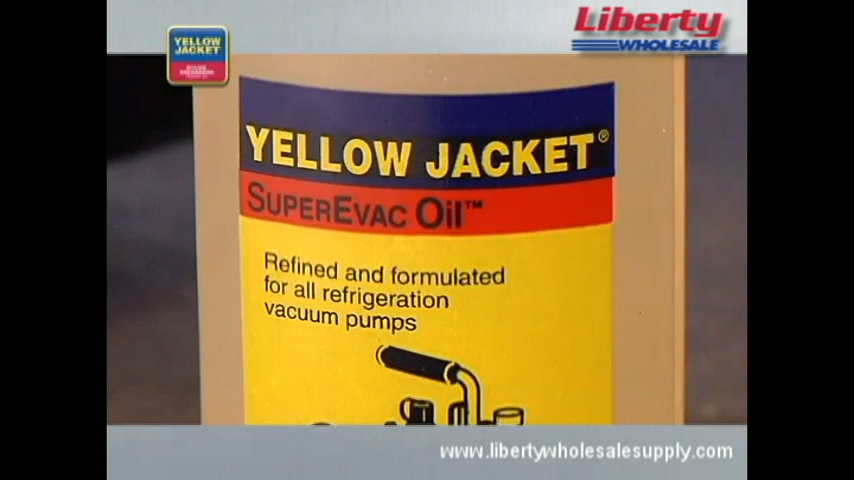 YELLOW
JACKET
Liberty
WHOLESALE
YELLOW JACKET®
SUPEREVAC OIL™
Refined and formulated
for all refrigeration
vacuum pumps
www.libertywholesalesupply.com